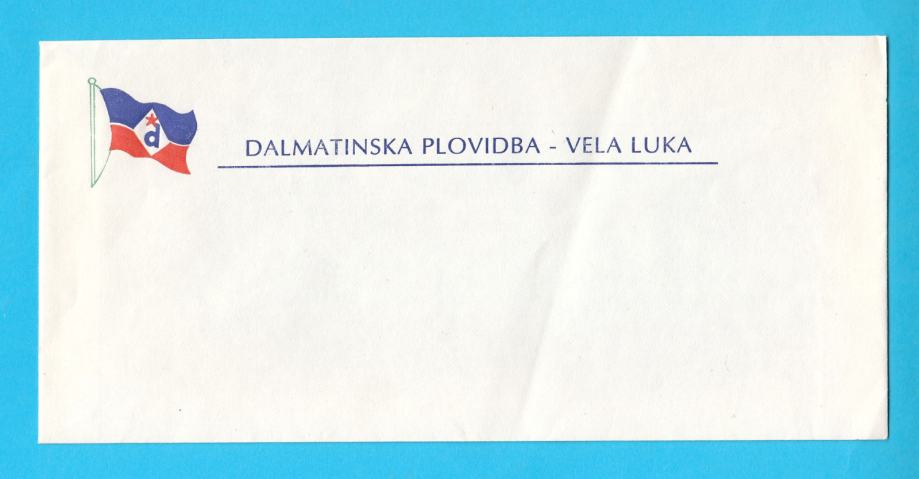 d
DALMATINSKA PLOVIDBA - VELA LUKA